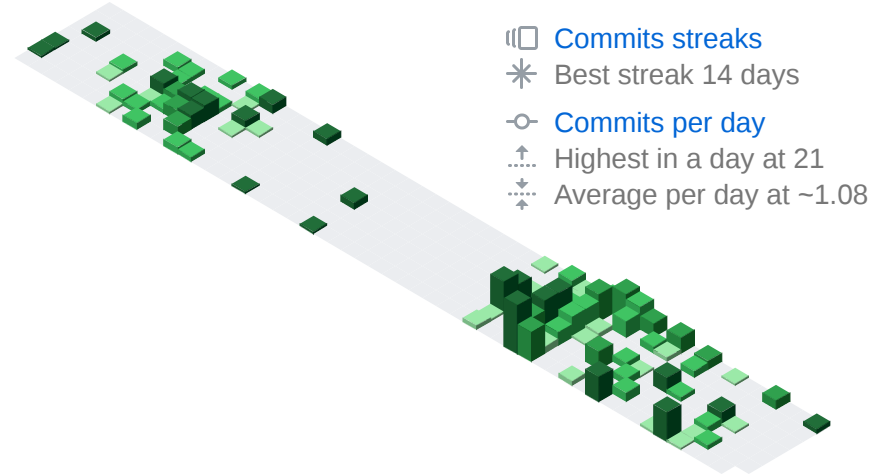 Commits streaks
Best streak 14 days
Commits per day
Highest in a day at 21
Average per day at ~1.08